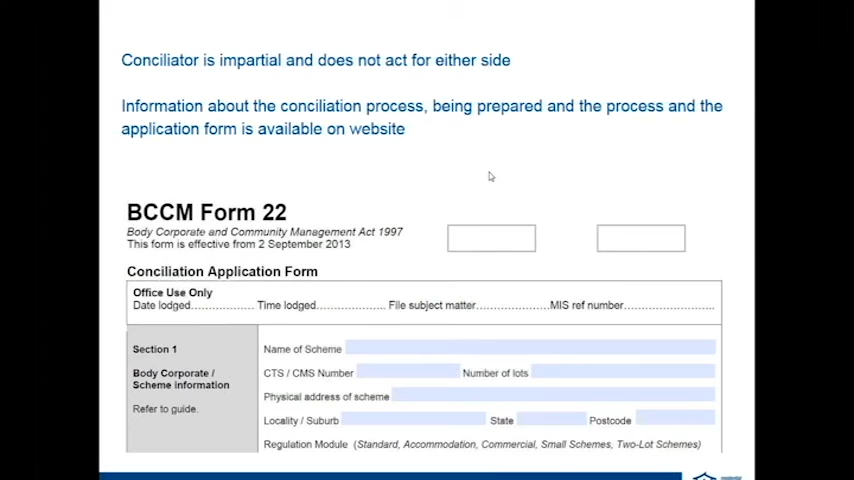 Conciliator is impartial and does not act for either side
Information about the conciliation process, being prepared and the process and the
application form is available on website
BCCM Form 22
Body Corporate and Community Management Act 1997
This form is effective from 2 September 2013
Conciliation Application Form
Office Use Only
Date lodged.................... Time lodged...................... File subject matter....................... MIS ref number.............................
Section 1
Name of Scheme
Body Corporate /
Scheme information
CTS / CMS Number Number of lots
Physical address of scheme
Refer to guide.
Locality / Suburb State Postcode
Regulation Module (Standard, Accommodation, Commercial, Small Schemes, Two-Lot Schemes)